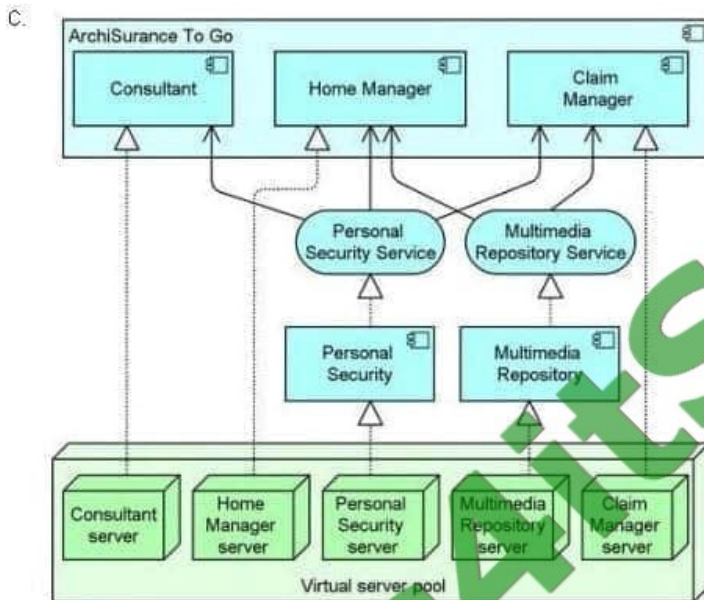 C.
ArchiSurance To Go
Consultant
Home Manager
Claim
Manager
Personal
Security Service
Multimedia
Repository Service
Personal
Security
Multimedia
Repository
Consultant
server
Home
Manager
server
Personal
Security
server
Multimedia
Repository
server
Claim
Manager
server
Virtual server pool